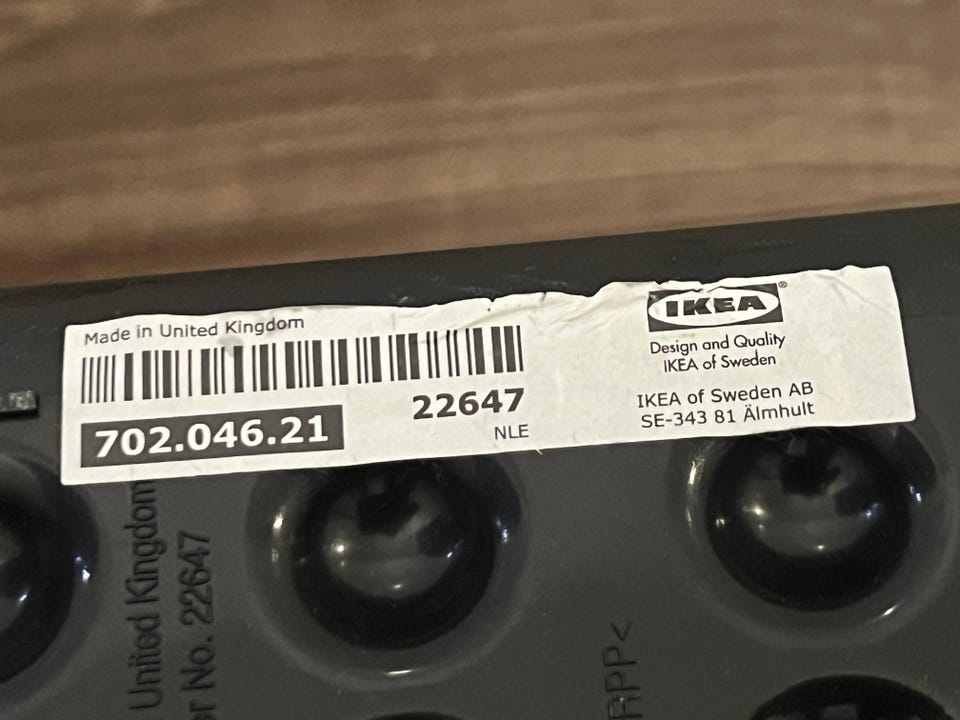 Made in United Kingdom
702.046.21
22647
NLE
IKEA®
Design and Quality
IKEA of Sweden
IKEA of Sweden AB
SE-343 81 Älmhult
United Kingdom
No. 22647